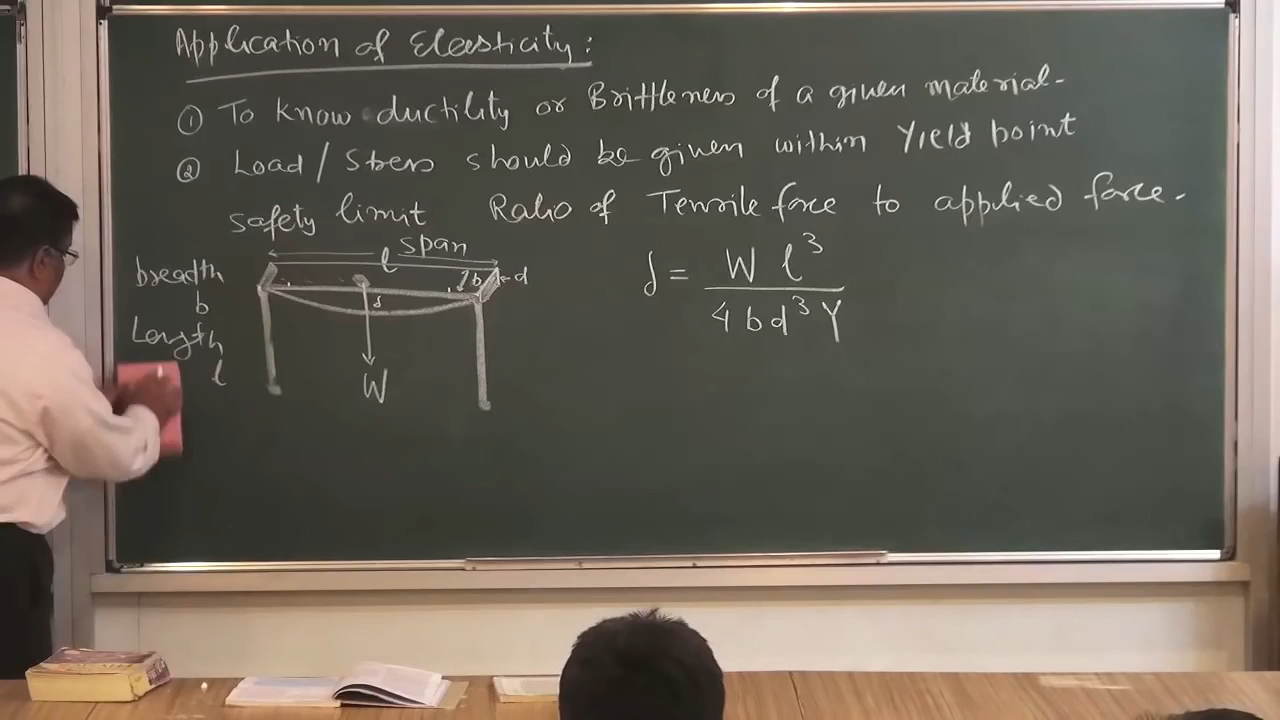 Application of Elasticity:
① To know ductility or Brittleness of a given material-
② Load/Stress should be given within Yield point
safety limit Ratio of Tensile force to applied force.
span
l
breadth
b
Length
l
b d
δ
W
δ = W l³ / 4 b d³ Y